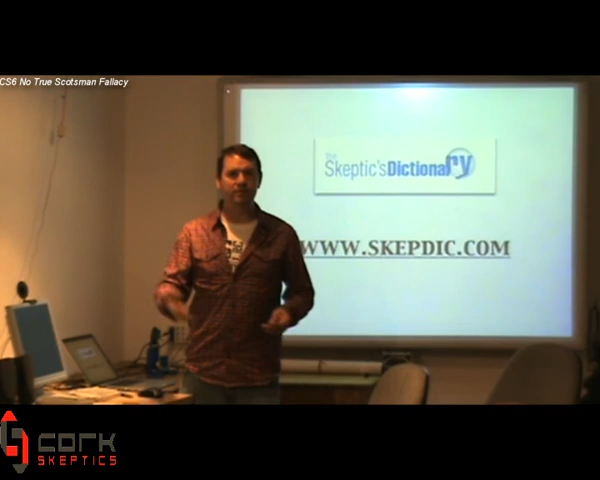 CS6 No True Scotsman Fallacy
The
Skeptic's Dictionary
WWW.SKEPDIC.COM
CORK
SKEPTICS